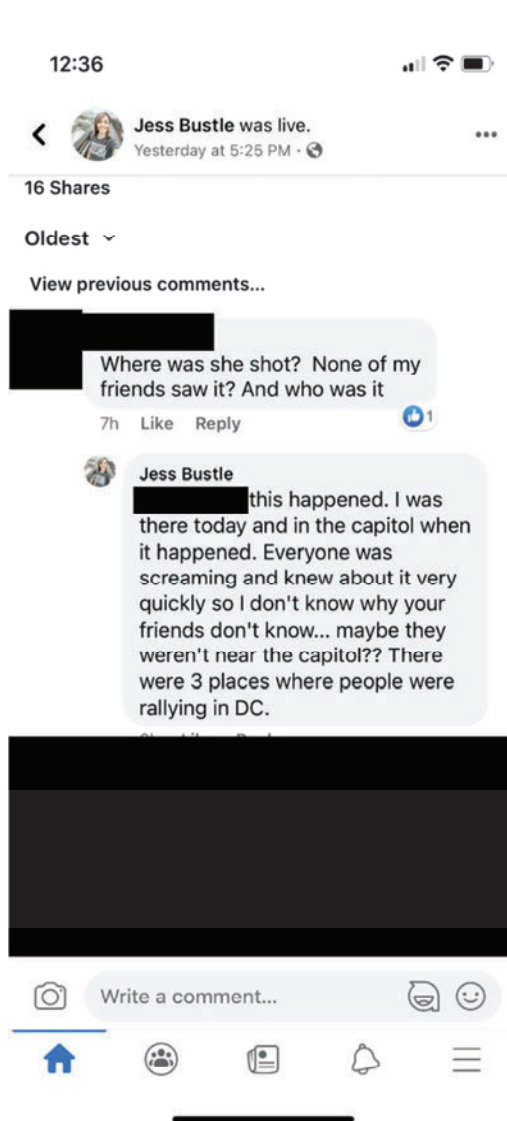 12:36
Jess Bustle was live.
Yesterday at 5:25 PM ·
16 Shares
Oldest
View previous comments...
Where was she shot?  None of my
friends saw it? And who was it
7h Like Reply
1
Jess Bustle
this happened. I was
there today and in the capitol when
it happened. Everyone was
screaming and knew about it very
quickly so I don't know why your
friends don't know... maybe they
weren't near the capitol?? There
were 3 places where people were
rallying in DC.
Write a comment...